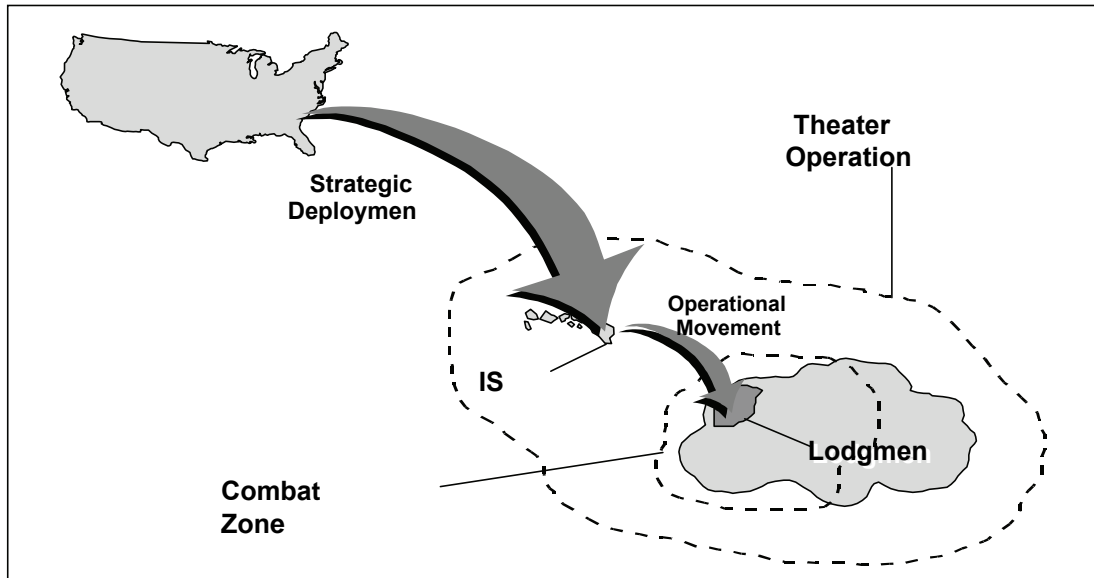 Theater
Operation
Strategic
Deploymen
Operational
Movement
IS
Lodgmen
Combat
Zone